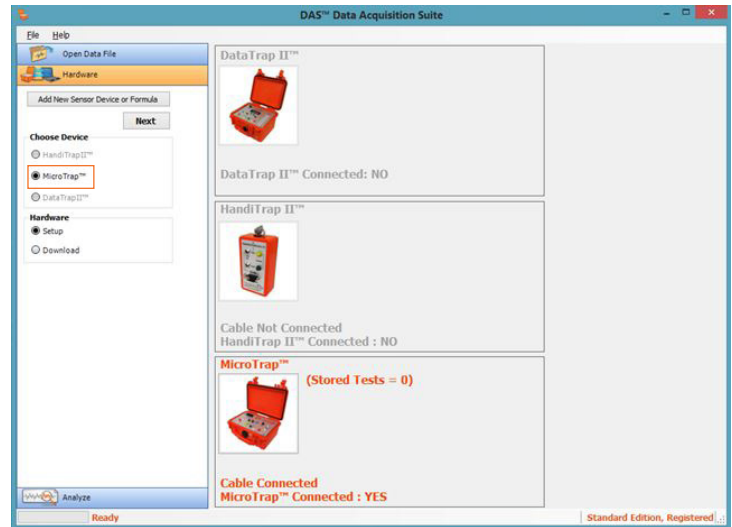 DAS™ Data Acquisition Suite
File Help
Open Data File
Hardware
Add New Sensor Device or Formula
Next
Choose Device
HandiTrapII™
MicroTrap™
DataTrapII™
Hardware
Setup
Download
Analyze
DataTrap II™
DataTrap II™ Connected: NO
HandiTrap II™
Cable Not Connected
HandiTrap II™ Connected : NO
MicroTrap™
(Stored Tests = 0)
Cable Connected
MicroTrap™ Connected : YES
Ready
Standard Edition, Registered